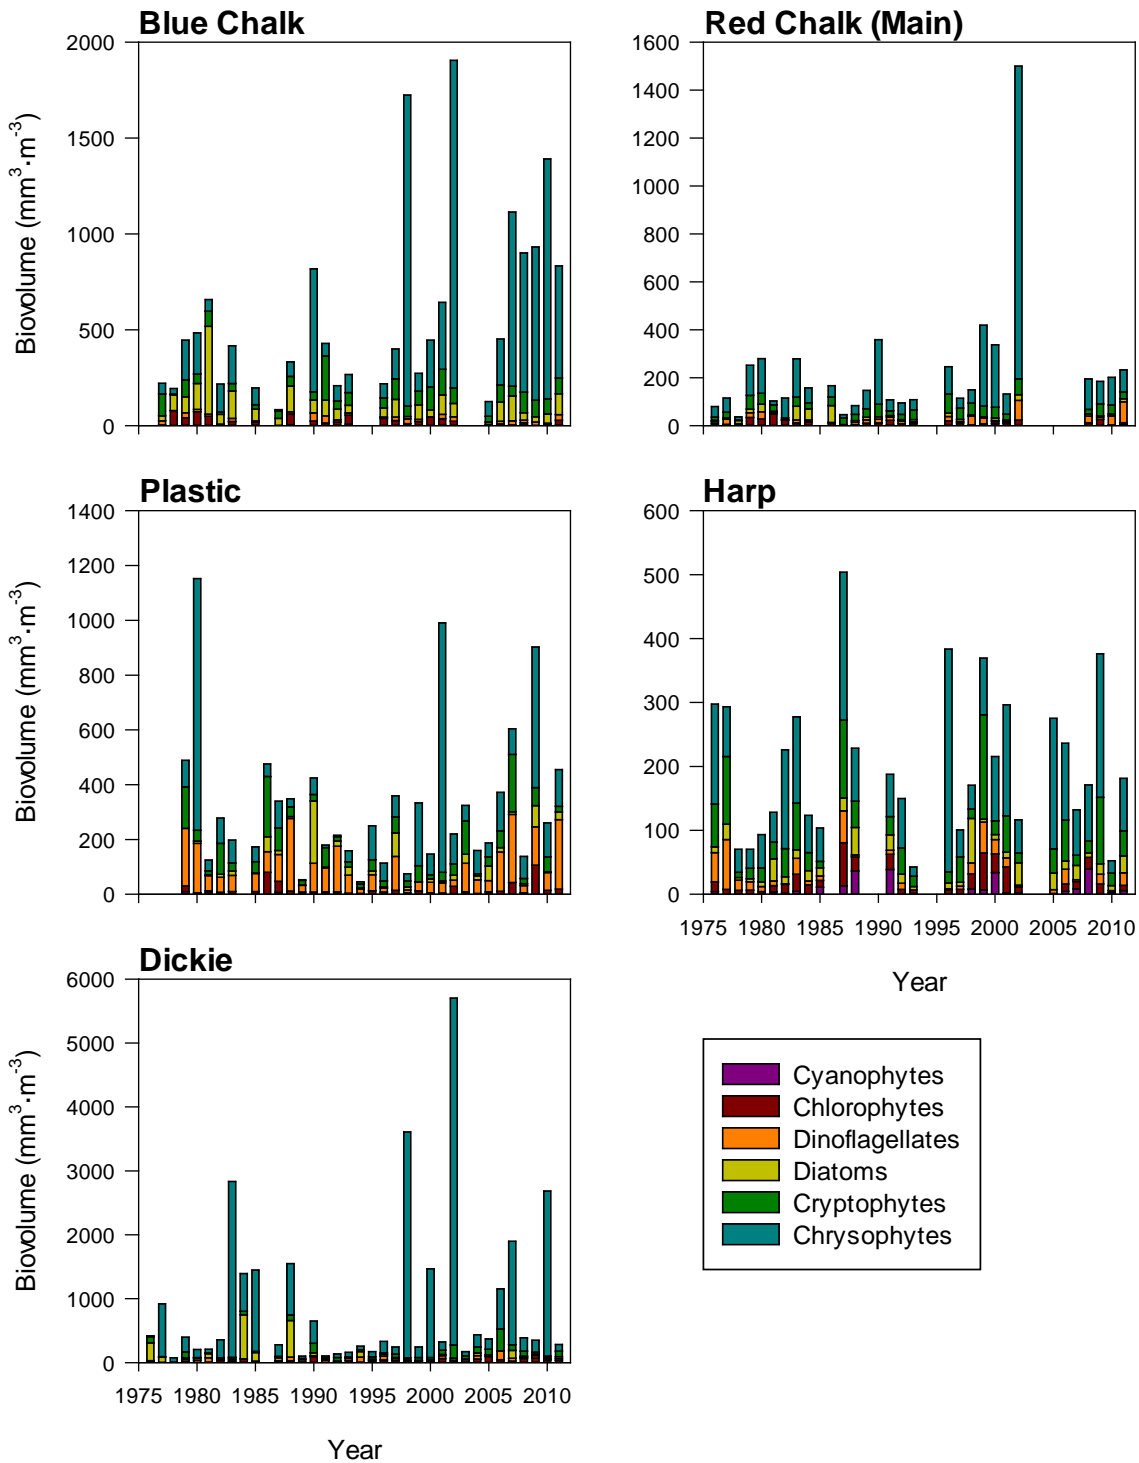 Blue Chalk
2000
1500
1000
500
0
Biovolume (mm³·m⁻³)
Red Chalk (Main)
1600
1400
1200
1000
800
600
400
200
0
Plastic
1400
1200
1000
800
600
400
200
0
Biovolume (mm³·m⁻³)
Harp
600
500
400
300
200
100
0
1975 1980 1985 1990 1995 2000 2005 2010
Year
Dickie
6000
5000
4000
3000
2000
1000
0
Biovolume (mm³·m⁻³)
1975 1980 1985 1990 1995 2000 2005 2010
Year
Cyanophytes
Chlorophytes
Dinoflagellates
Diatoms
Cryptophytes
Chrysophytes